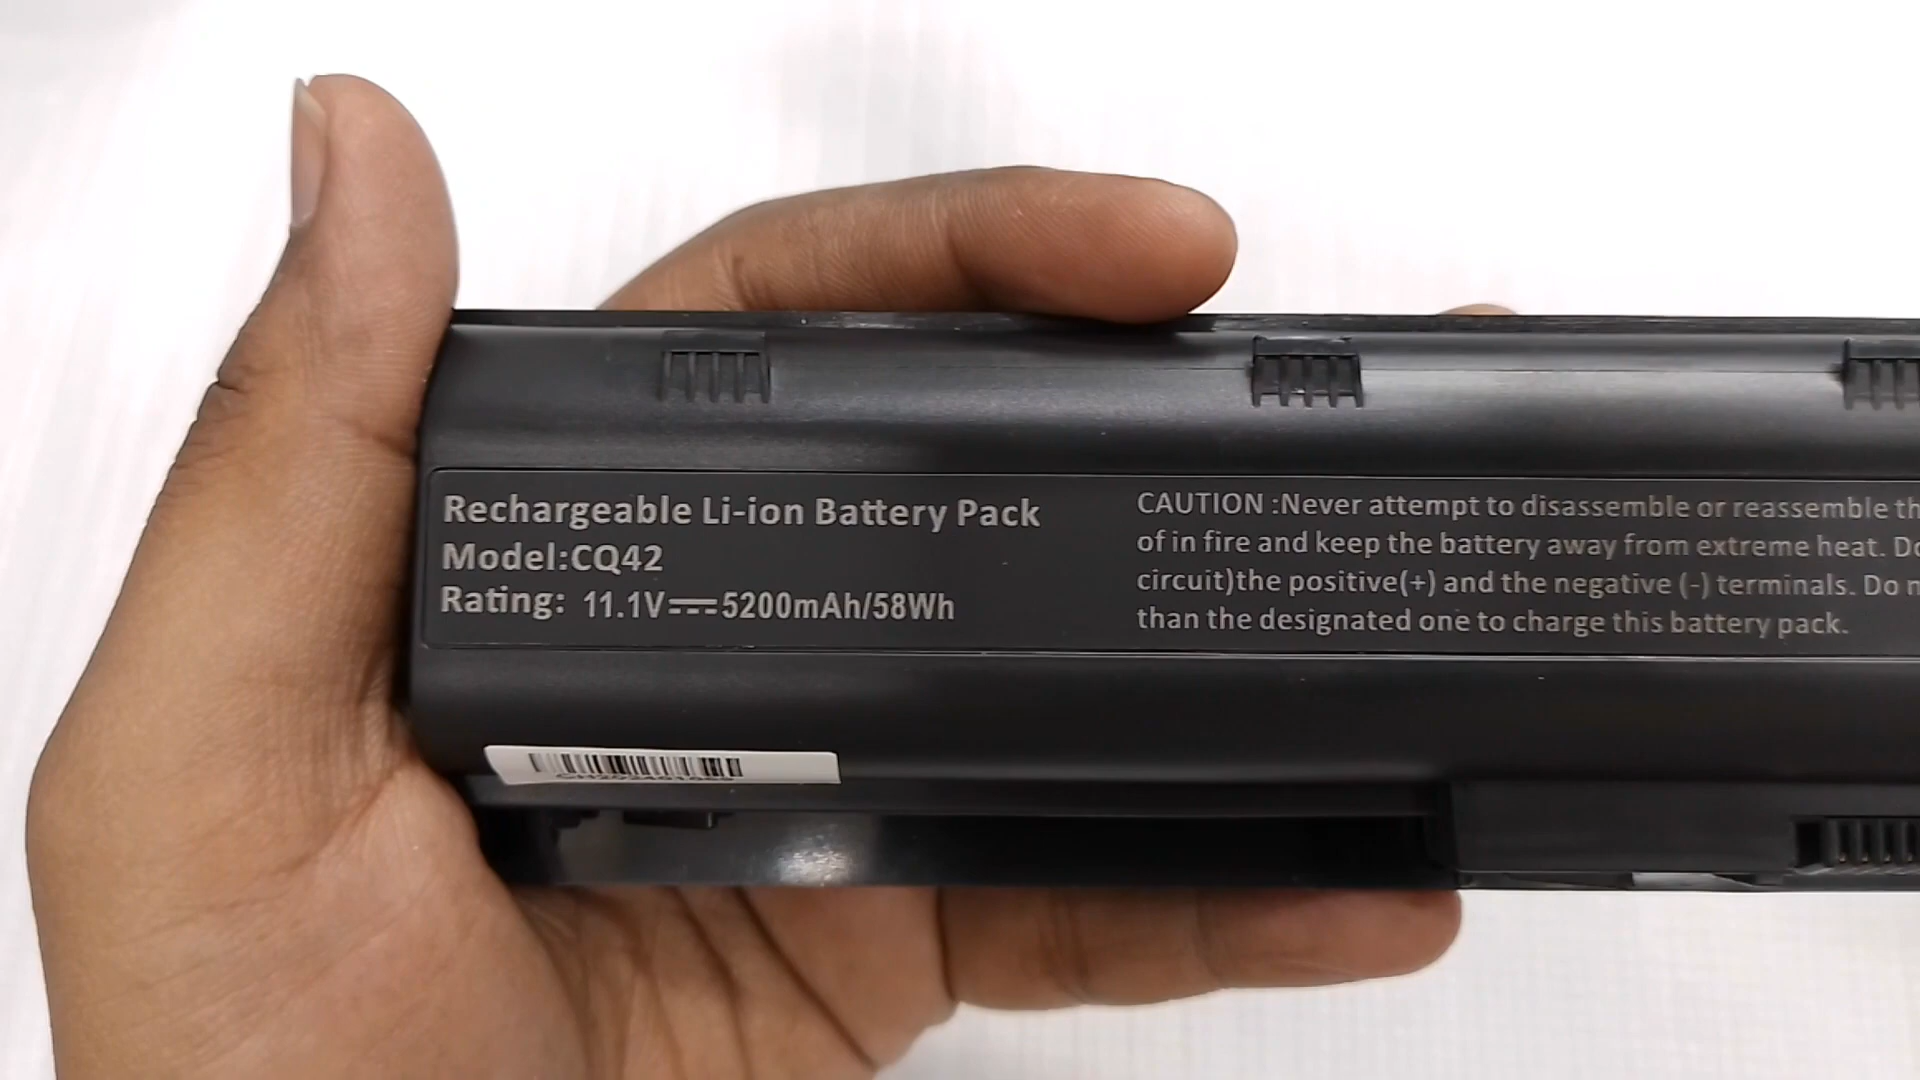 Rechargeable Li-ion Battery Pack
Model:CQ42
Rating: 11.1V⎓5200mAh/58Wh
CAUTION :Never attempt to disassemble or reassemble
of in fire and keep the battery away from extreme heat.
circuit)the positive(+) and the negative (-) terminals. Do
than the designated one to charge this battery pack.